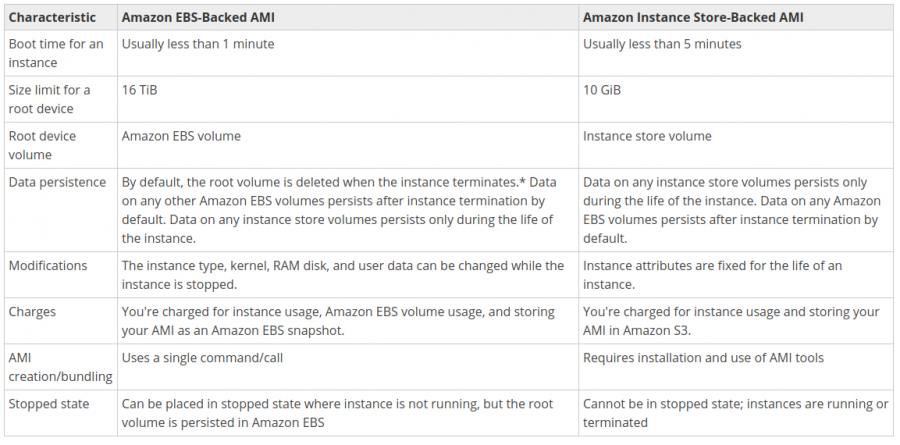 Characteristic Amazon EBS-Backed AMI Amazon Instance Store-Backed AMI
Boot time for an
instance
Usually less than 1 minute
Usually less than 5 minutes
Size limit for a
root device
16 TiB
10 GiB
Root device
volume
Amazon EBS volume
Instance store volume
Data persistence
By default, the root volume is deleted when the instance terminates.* Data
on any other Amazon EBS volumes persists after instance termination by
default. Data on any instance store volumes persists only during the life of
the instance.
Data on any instance store volumes persists only
during the life of the instance. Data on any Amazon
EBS volumes persists after instance termination by
default.
Modifications
The instance type, kernel, RAM disk, and user data can be changed while the
instance is stopped.
Instance attributes are fixed for the life of an
instance.
Charges
You're charged for instance usage, Amazon EBS volume usage, and storing
your AMI as an Amazon EBS snapshot.
You're charged for instance usage and storing your
AMI in Amazon S3.
AMI
creation/bundling
Uses a single command/call
Requires installation and use of AMI tools
Stopped state
Can be placed in stopped state where instance is not running, but the root
volume is persisted in Amazon EBS
Cannot be in stopped state; instances are running or
terminated